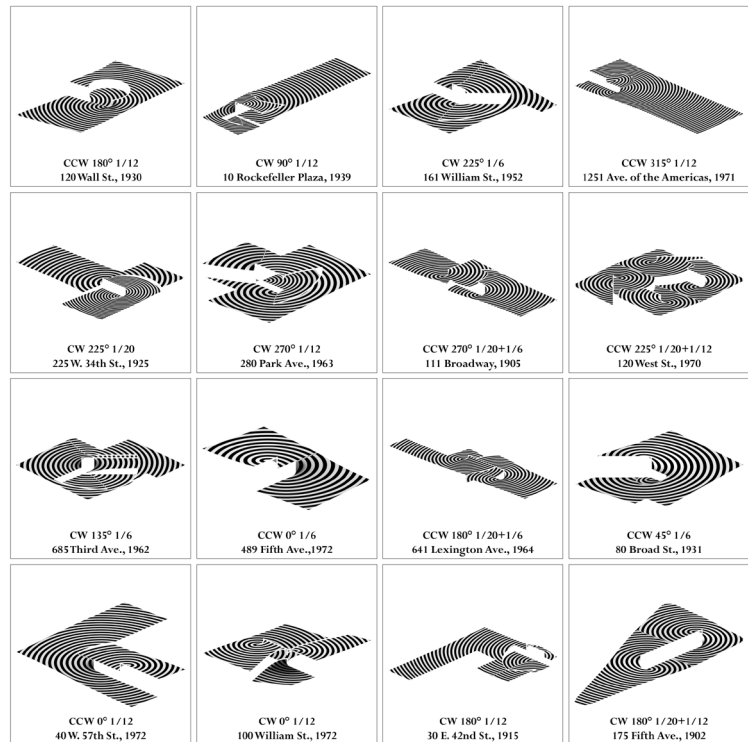 CCW 180° 1/12
120 Wall St., 1930
CW 90° 1/12
10 Rockefeller Plaza, 1939
CW 225° 1/6
161 William St., 1952
CCW 315° 1/12
1251 Ave. of the Americas, 1971
CW 225° 1/20
225 W. 34th St., 1925
CW 270° 1/12
280 Park Ave., 1963
CCW 270° 1/20+1/6
111 Broadway, 1905
CCW 225° 1/20+1/12
120 West St., 1970
CW 135° 1/6
685 Third Ave., 1962
CCW 0° 1/6
489 Fifth Ave.,1972
CCW 180° 1/20+1/6
641 Lexington Ave., 1964
CCW 45° 1/6
80 Broad St., 1931
CCW 0° 1/12
40 W. 57th St., 1972
CW 0° 1/12
100 William St., 1972
CW 180° 1/12
30 E. 42nd St., 1915
CW 180° 1/20+1/12
175 Fifth Ave., 1902